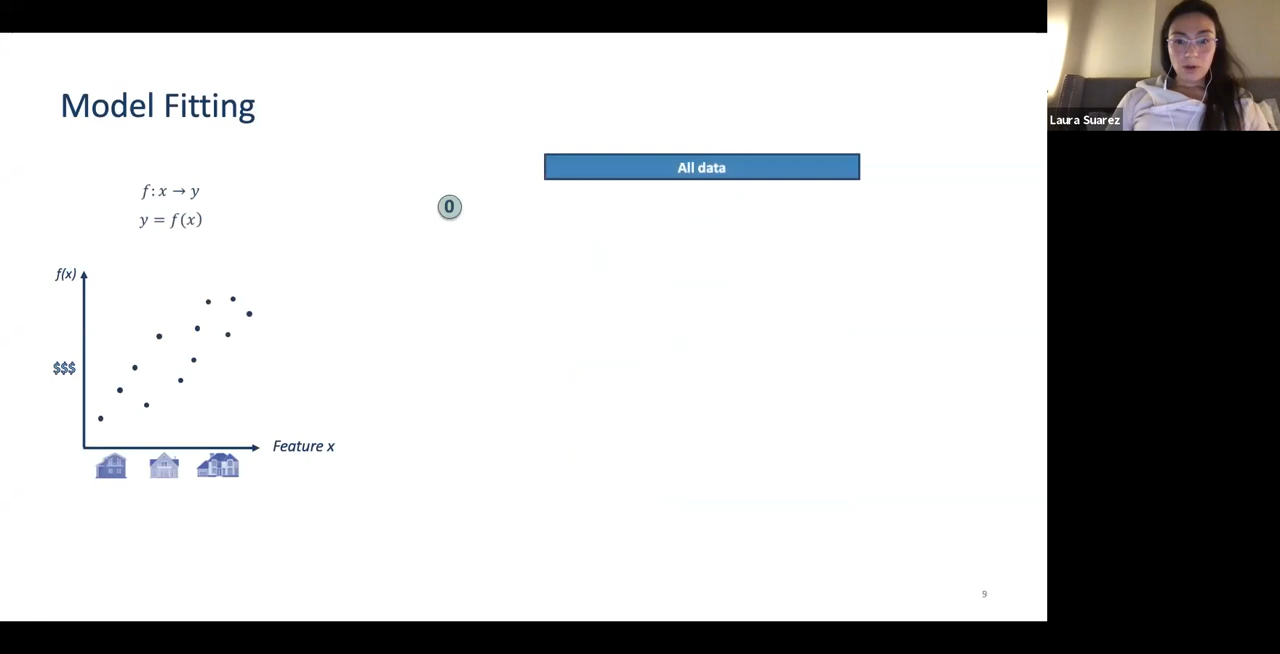 Model Fitting
All data
f: x → y
y = f(x)
0
f(x)
$$$
Feature x
9
Laura Suarez